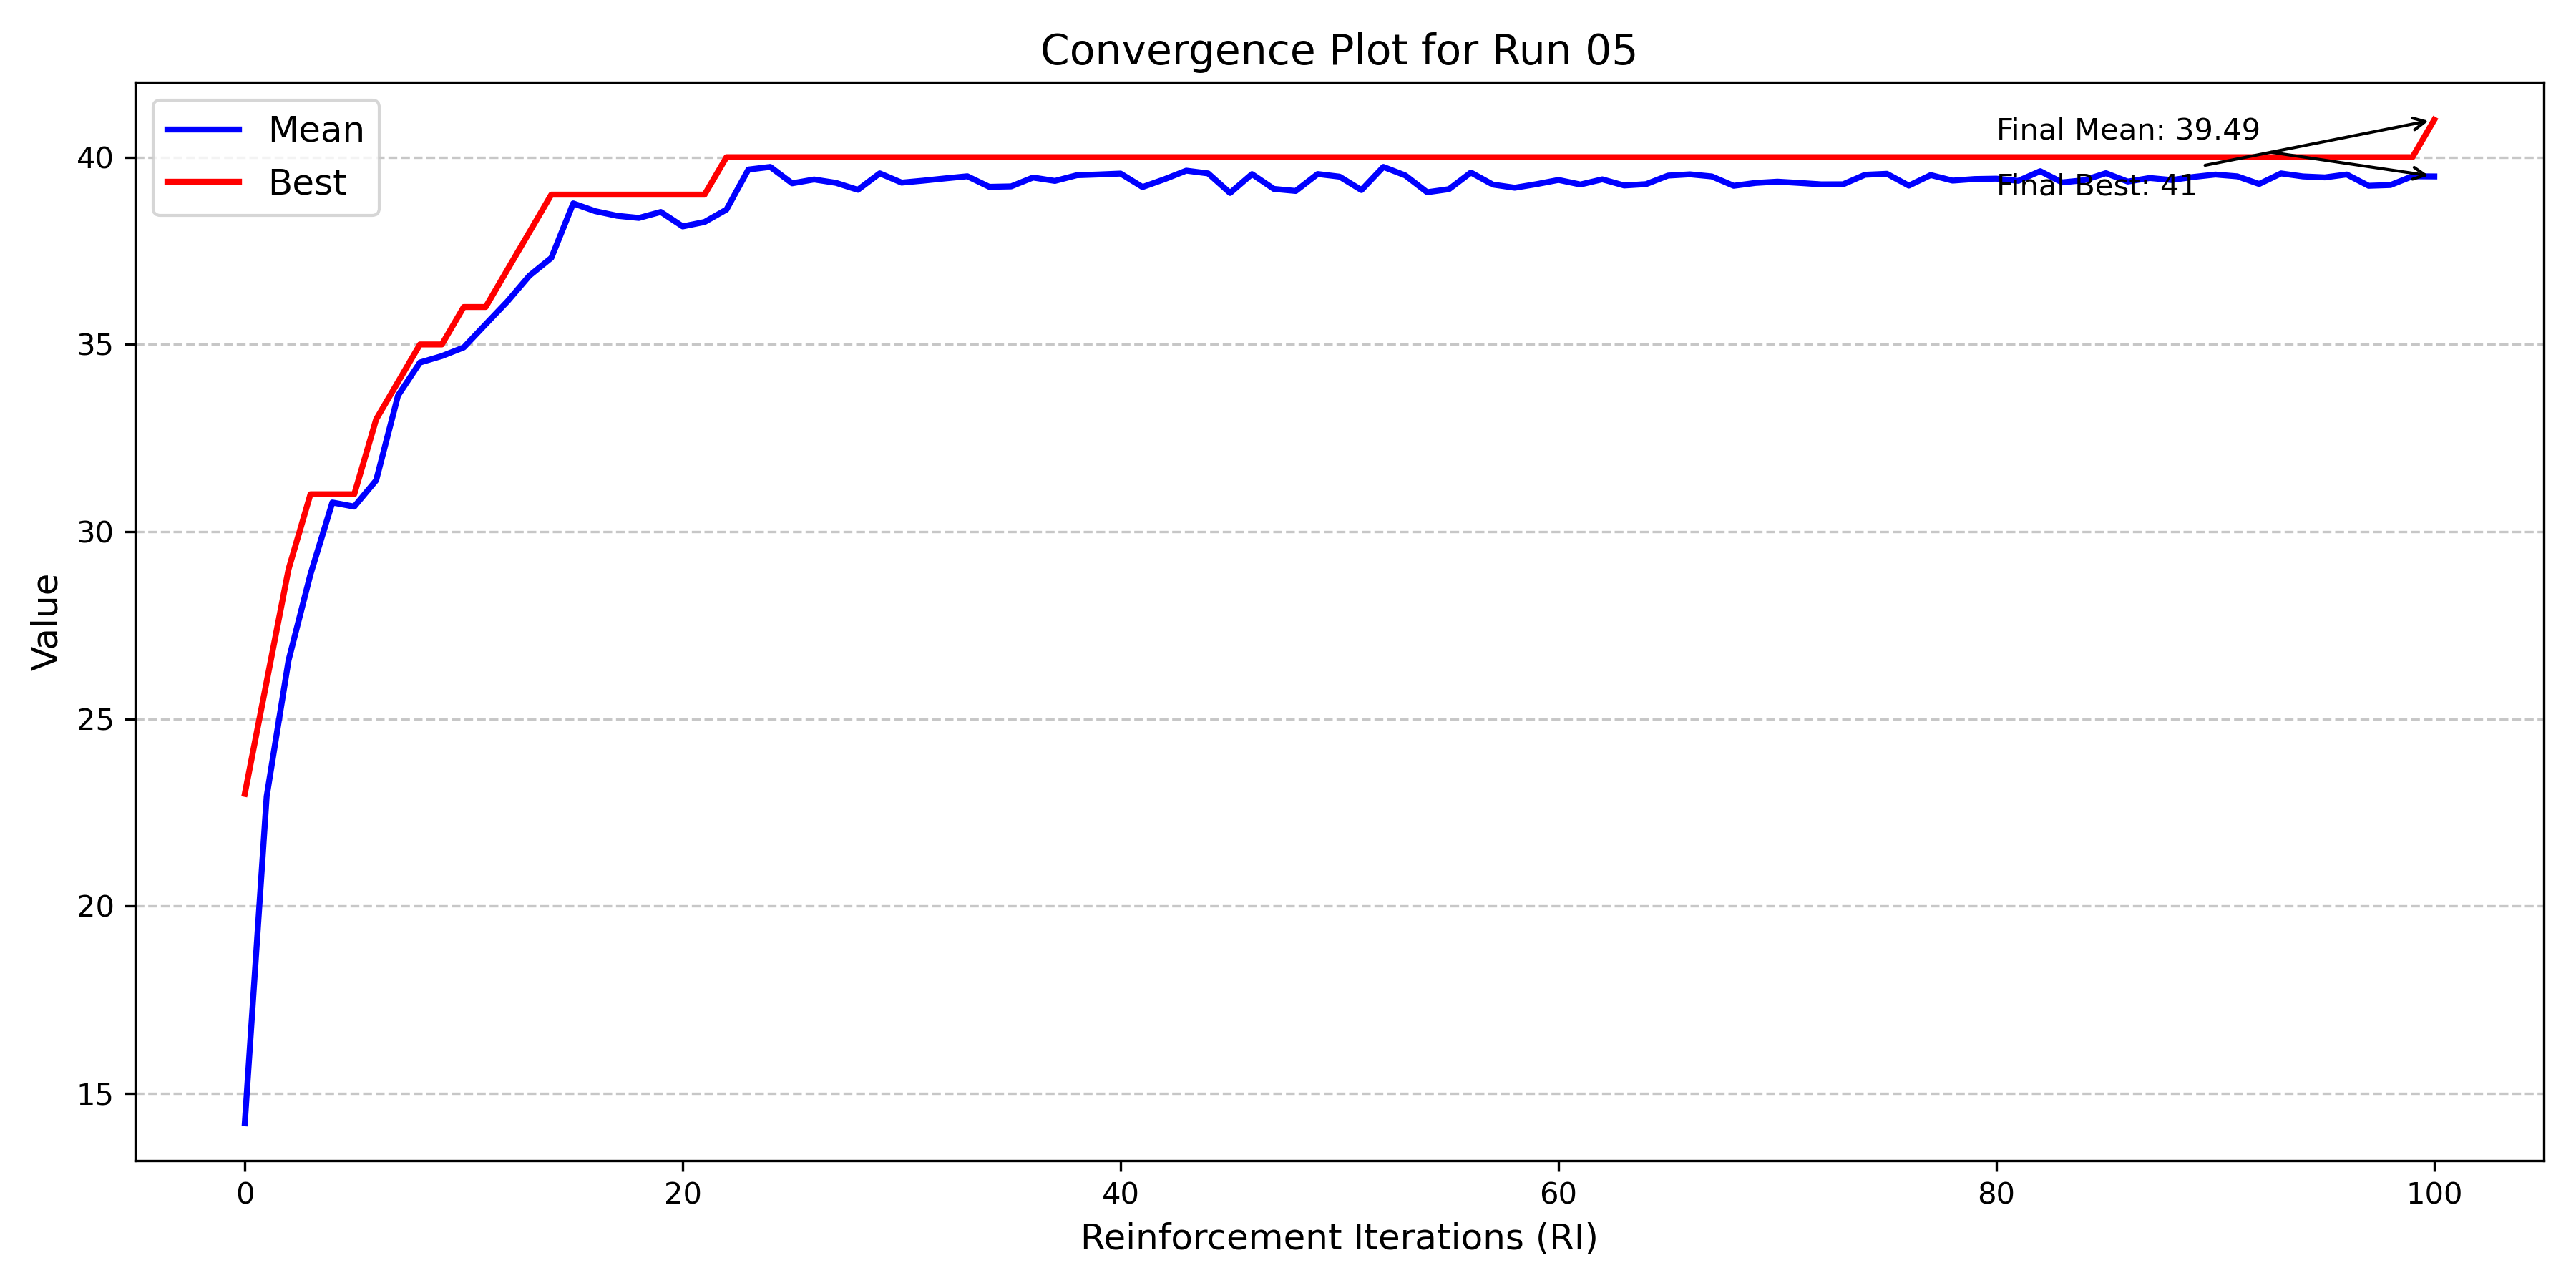 Convergence Plot for Run 05
Mean
Best
Final Mean: 39.49
Final Best: 41
Value
40
35
30
25
20
15
0
20
40
60
80
100
Reinforcement Iterations (RI)